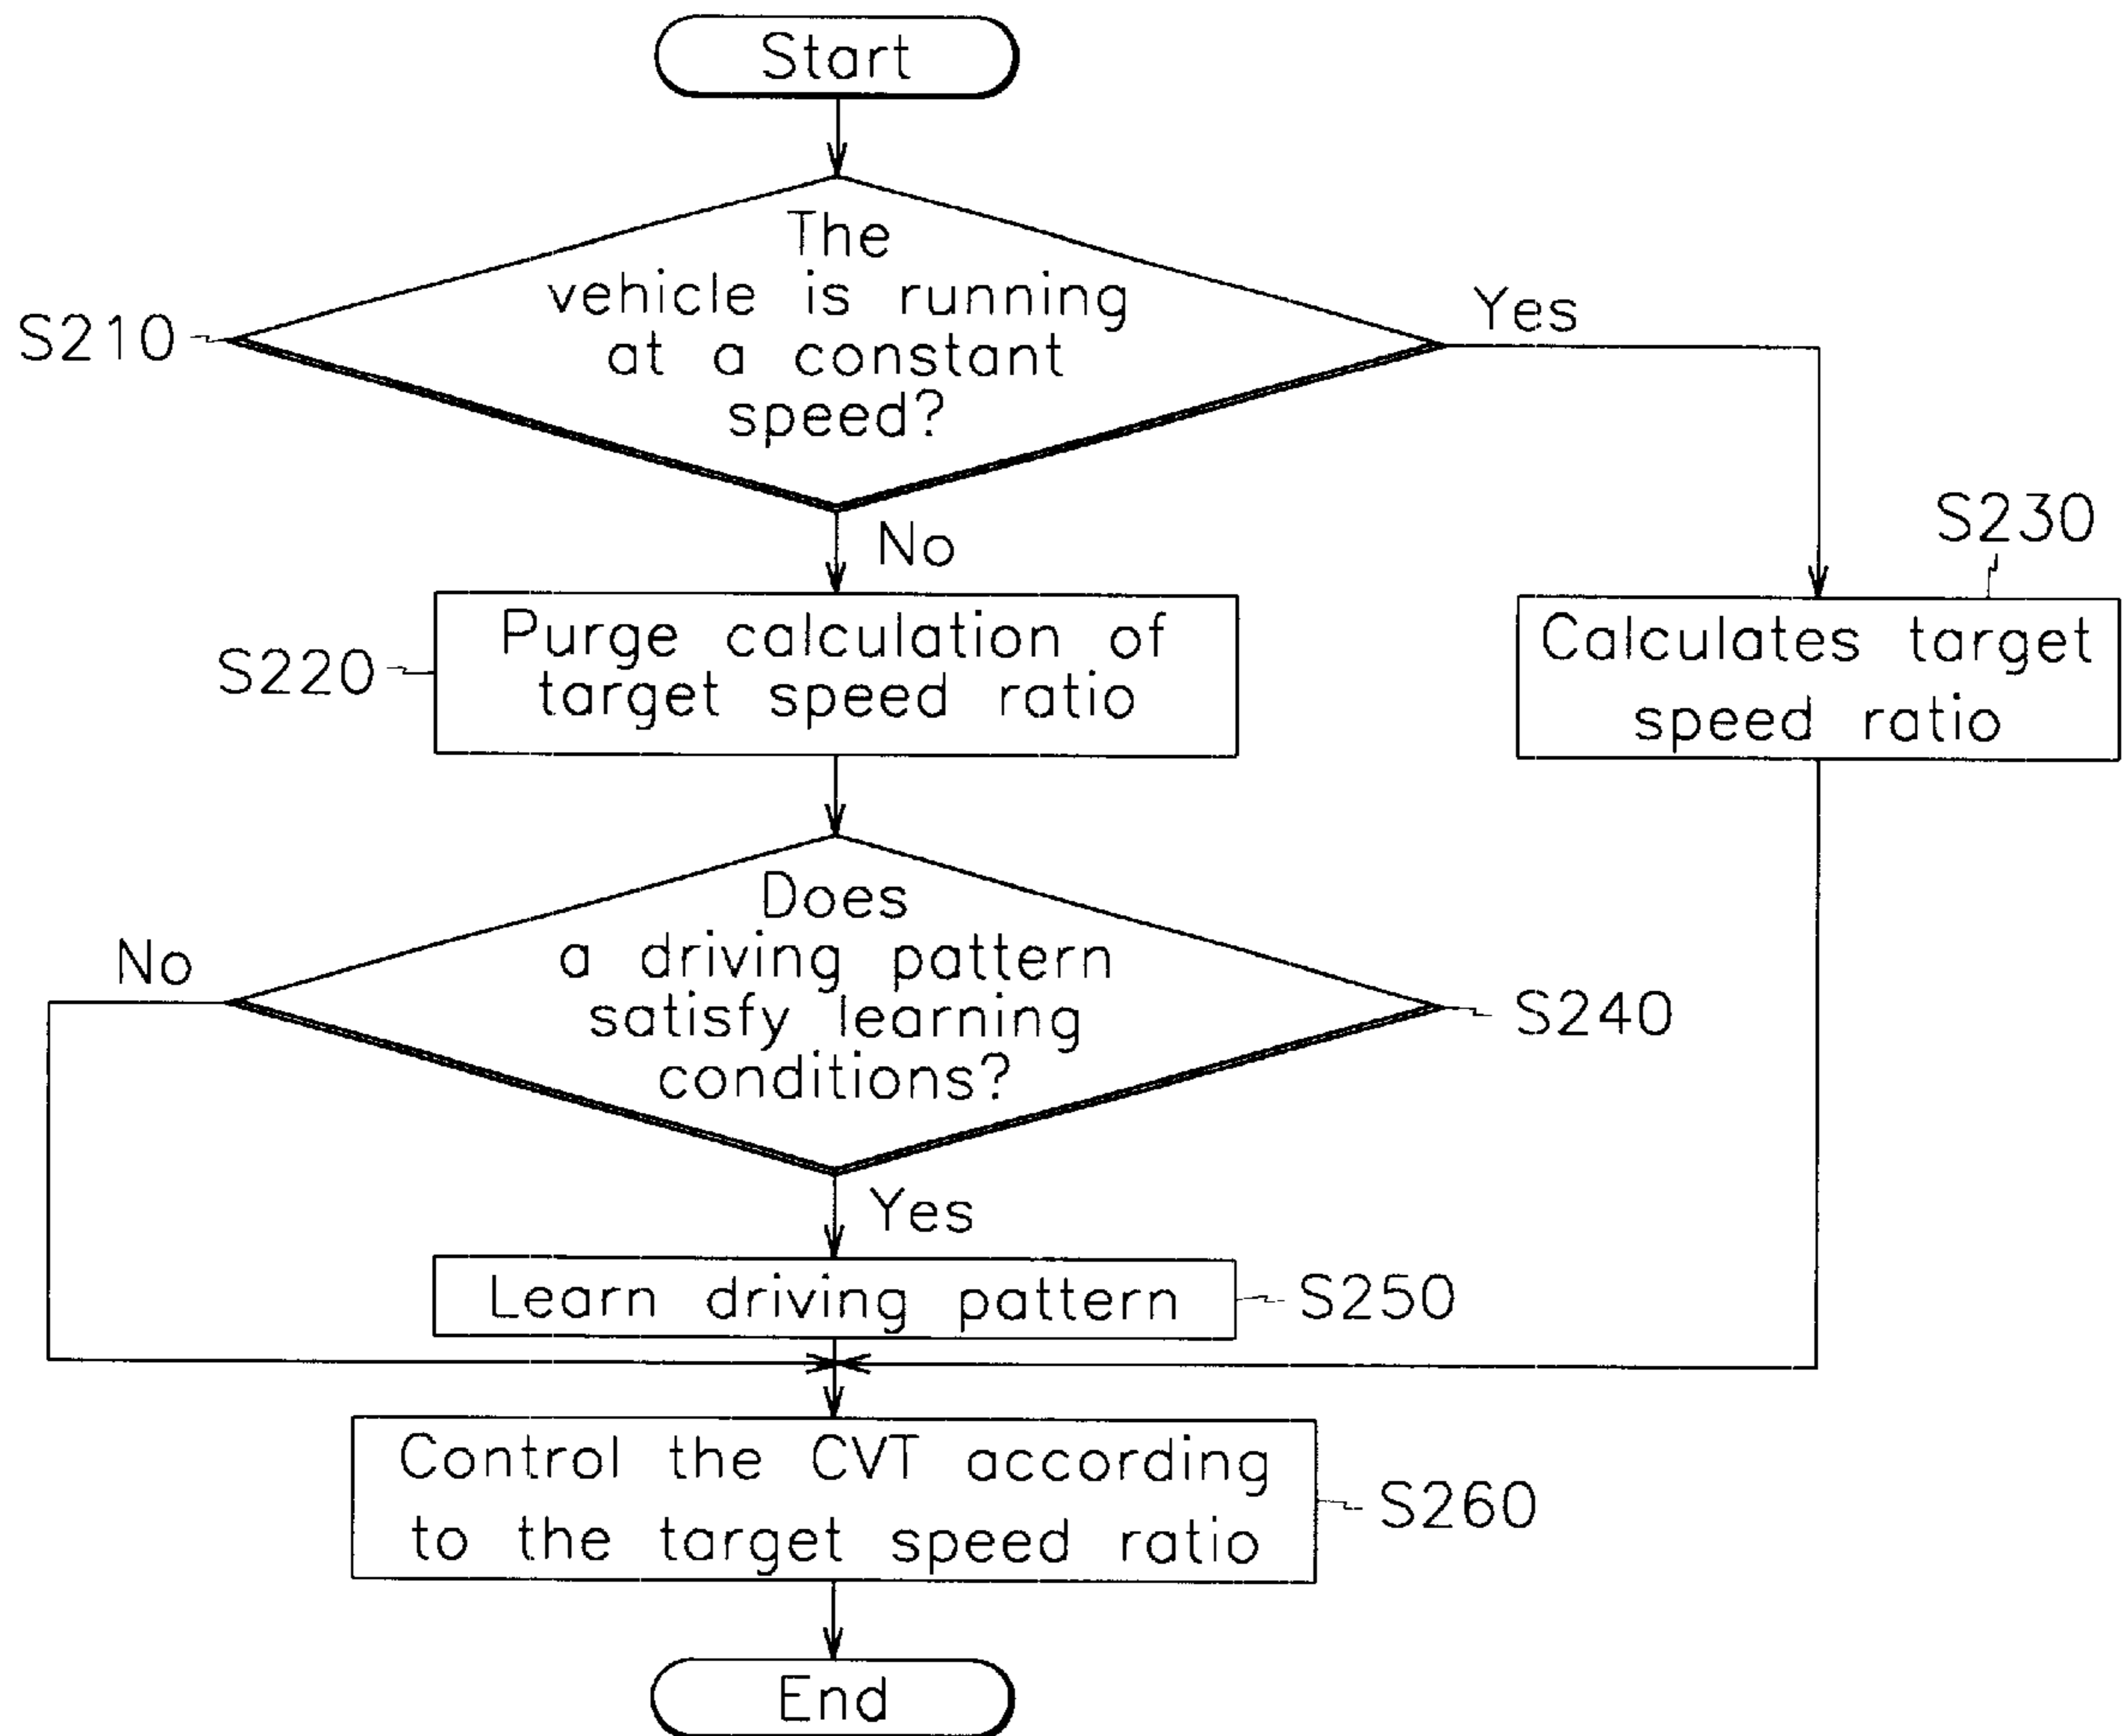 Start
The
vehicle is running
at a constant
speed?
S210
Yes
No
S230
Purge calculation of
target speed ratio
S220
Calculates target
speed ratio
Does
a driving pattern
satisfy learning
conditions?
No
S240
Yes
Learn driving pattern
S250
Control the CVT according
to the target speed ratio
S260
End